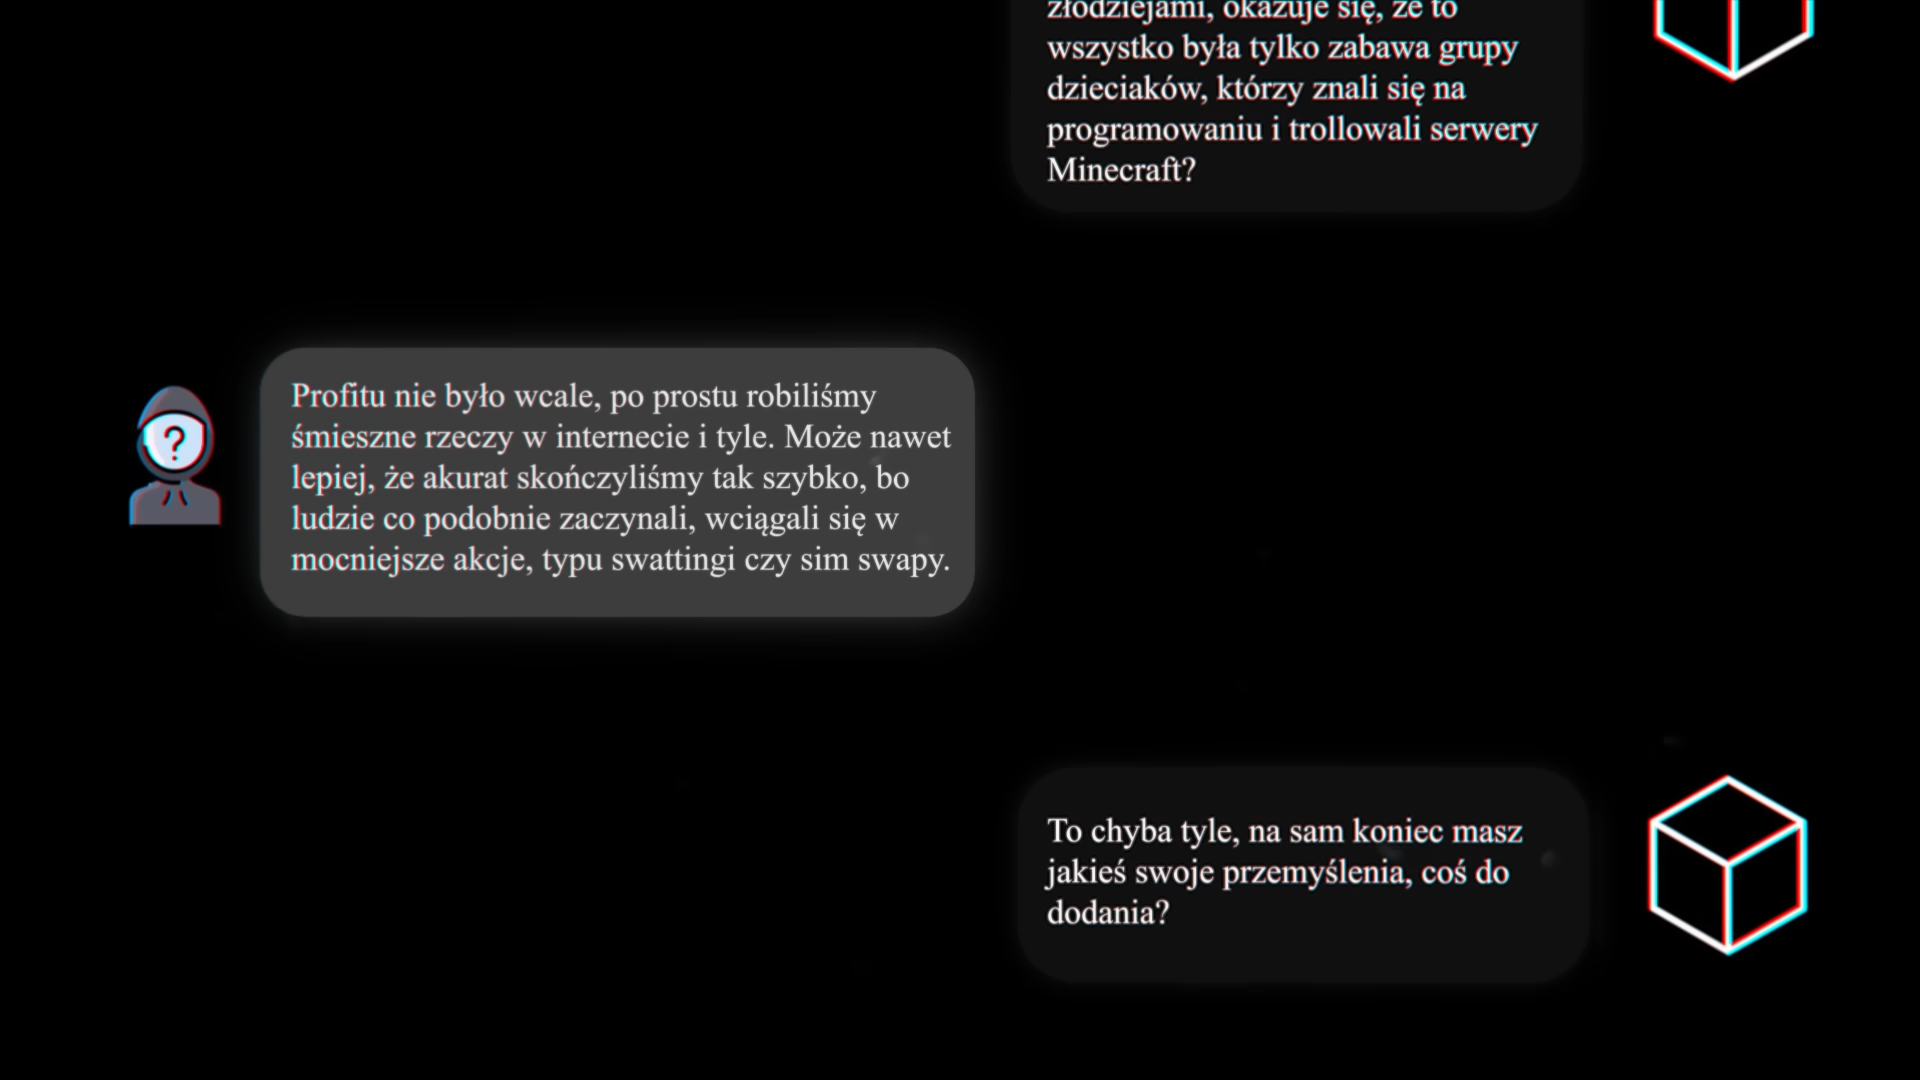 złodziejami, okazuje się, że to
wszystko była tylko zabawa grupy
dzieciaków, którzy znali się na
programowaniu i trollowali serwery
Minecraft?
?
Profitu nie było wcale, po prostu robiliśmy
śmieszne rzeczy w internecie i tyle. Może nawet
lepiej, że akurat skończyliśmy tak szybko, bo
ludzie co podobnie zaczynali, wciągali się w
mocniejsze akcje, typu swattingi czy sim swapy.
To chyba tyle, na sam koniec masz
jakieś swoje przemyślenia, coś do
dodania?